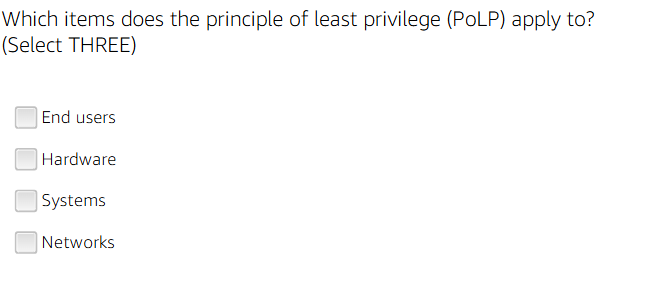 Which items does the principle of least privilege (PoLP) apply to?
(Select THREE)
End users
Hardware
Systems
Networks